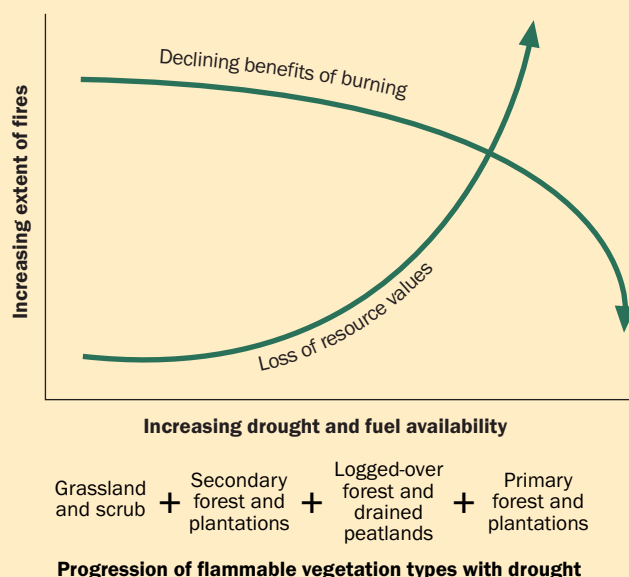 Declining benefits of burning
Increasing extent of fires
Loss of resource values
Increasing drought and fuel availability
Grassland
and scrub
+
Secondary
forest and
plantations
+
Logged-over
forest and
drained
peatlands
+
Primary
forest and
plantations
Progression of flammable vegetation types with drought